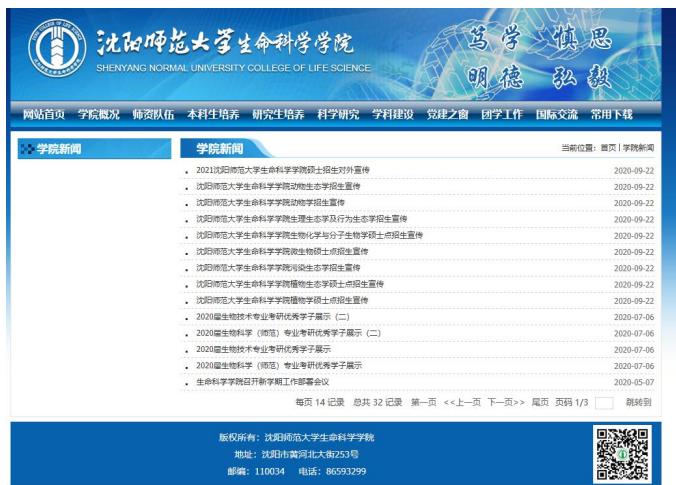 沈阳师范大学生命科学学院
SHENYANG NORMAL UNIVERSITY COLLEGE OF LIFE SCIENCE
笃学 慎思
明德 弘毅
网站首页 学院概况 师资队伍 本科生培养 研究生培养 科学研究 学科建设 党建之窗 团学工作 国际交流 常用下载
学院新闻
学院新闻 当前位置：首页 | 学院新闻
2021沈阳师范大学生命科学学院硕士招生对外宣传 2020-09-22
沈阳师范大学生命科学学院动物生态学招生宣传 2020-09-22
沈阳师范大学生命科学学院动物学招生宣传 2020-09-22
沈阳师范大学生命科学学院生理生态学及行为生态学招生宣传 2020-09-22
沈阳师范大学生命科学学院生物化学与分子生物学硕士点招生宣传 2020-09-22
沈阳师范大学生命科学学院微生物硕士点招生宣传 2020-09-22
沈阳师范大学生命科学学院污染生态学招生宣传 2020-09-22
沈阳师范大学生命科学学院植物生态学硕士点招生宣传 2020-09-22
沈阳师范大学生命科学学院植物学硕士点招生宣传 2020-09-22
2020届生物技术专业考研优秀学子展示（二） 2020-07-06
2020届生物科学（师范）专业考研优秀学子展示（二） 2020-07-06
2020届生物技术专业考研优秀学子展示 2020-07-06
2020届生物科学（师范）专业考研优秀学子展示 2020-07-06
生命科学学院召开新学期工作部署会议 2020-05-07
每页 14 记录 总共 32 记录 第一页 <<上一页 下一页>> 尾页 页码 1/3 跳转到
版权所有：沈阳师范大学生命科学学院
地址：沈阳市黄河北大街253号
邮编：110034 电话：86593299